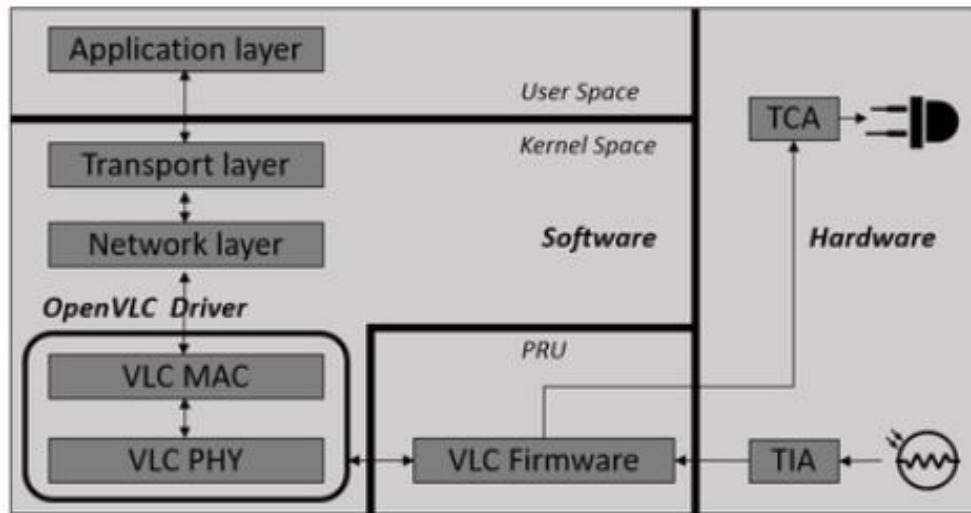 Application layer
User Space
TCA
Kernel Space
Transport layer
Network layer
Software
Hardware
OpenVLC Driver
PRU
VLC MAC
VLC PHY
VLC Firmware
TIA